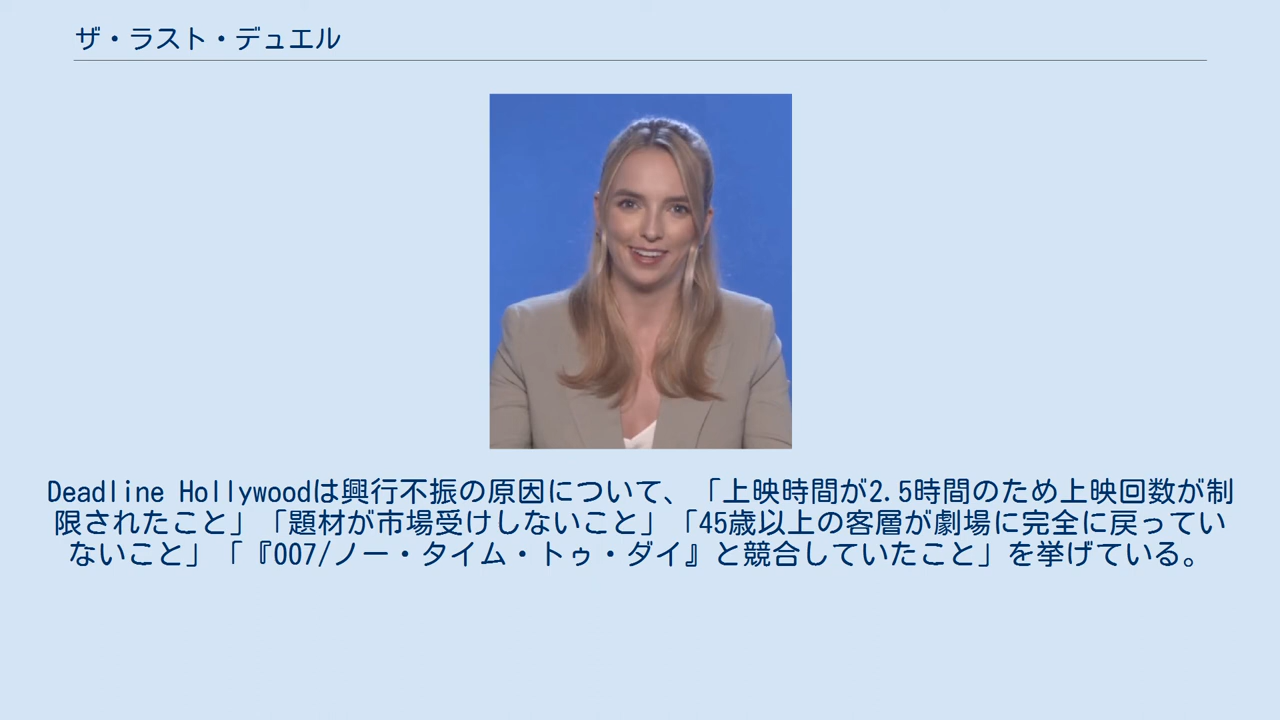 ザ・ラスト・デュエル
Deadline Hollywoodは興行不振の原因について、「上映時間が2.5時間のため上映回数が制
限されたこと」「題材が市場受けしないこと」「45歳以上の客層が劇場に完全に戻ってい
ないこと」「『007/ノー・タイム・トゥ・ダイ』と競合していたこと」を挙げている。